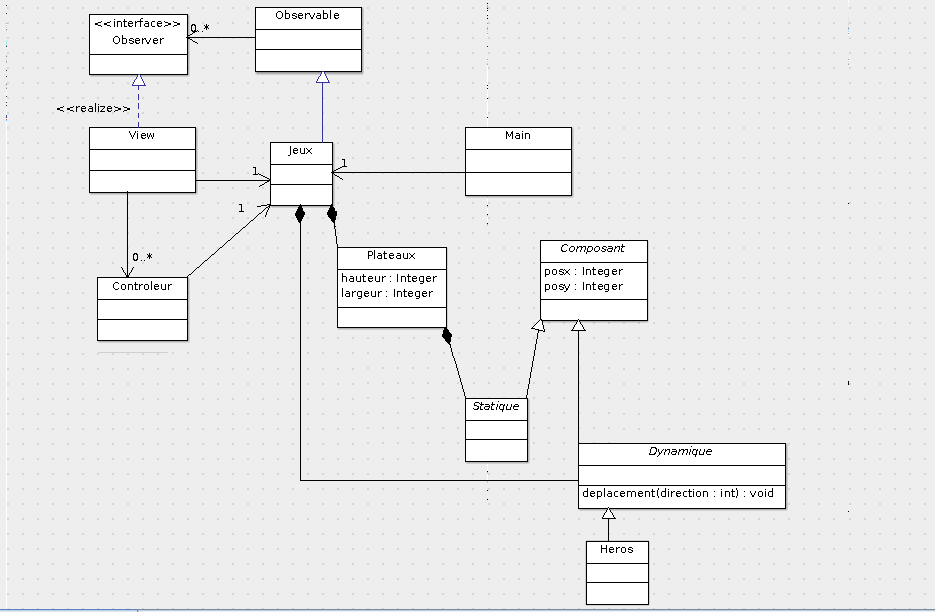 <<interface>>
Observer
0..*
Observable
<<realize>>
View
Jeux
Main
1
1
1
0..*
Controleur
Plateaux
hauteur : Integer
largeur : Integer
Composant
posx : Integer
posy : Integer
Statique
Dynamique
deplacement(direction : int) : void
Heros